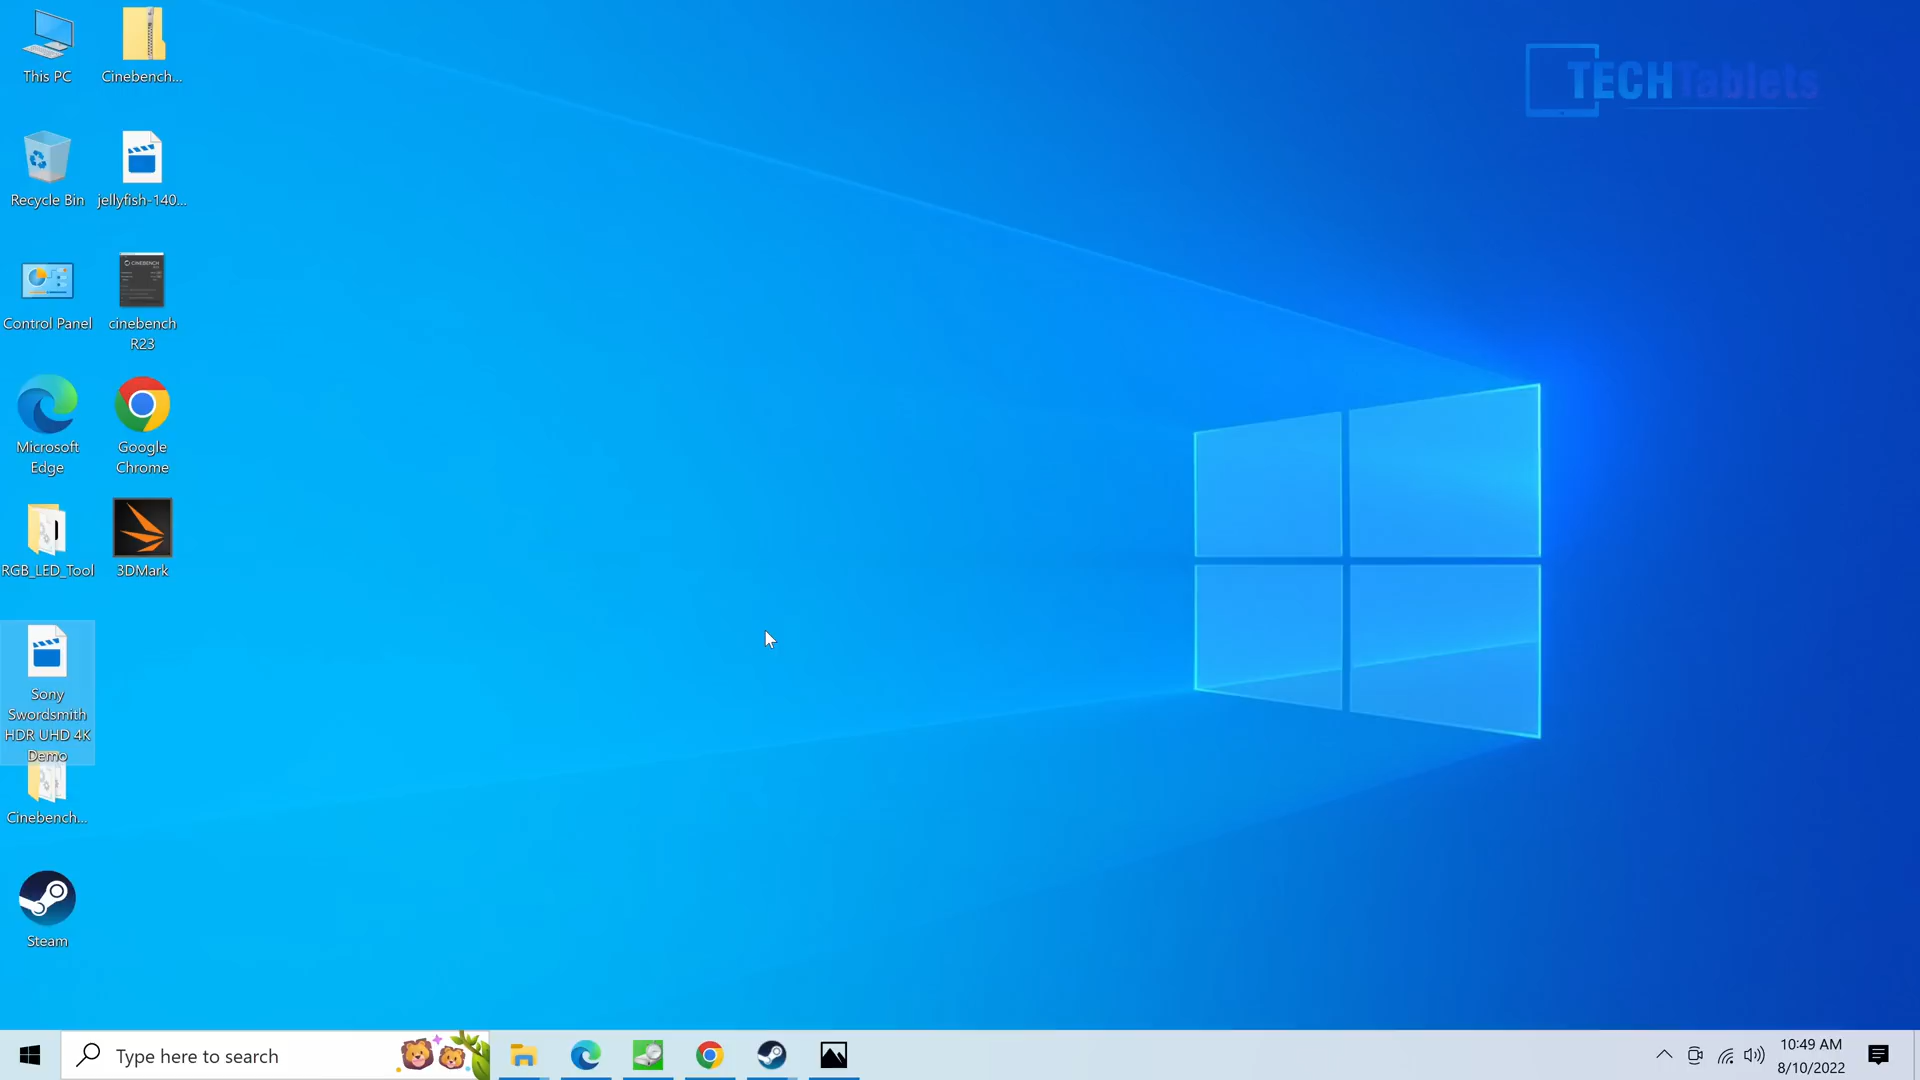 This PC
Cinebench...
TECHTablets
Recycle Bin
jellyfish-140...
Control Panel
CINEBENCH
cinebench
R23
Microsoft
Edge
Google
Chrome
RGB_LED_Tool
3DMark
Sony
Swordsmith
HDR UHD 4K
Demo
Cinebench...
Steam
Type here to search
10:49 AM
8/10/2022